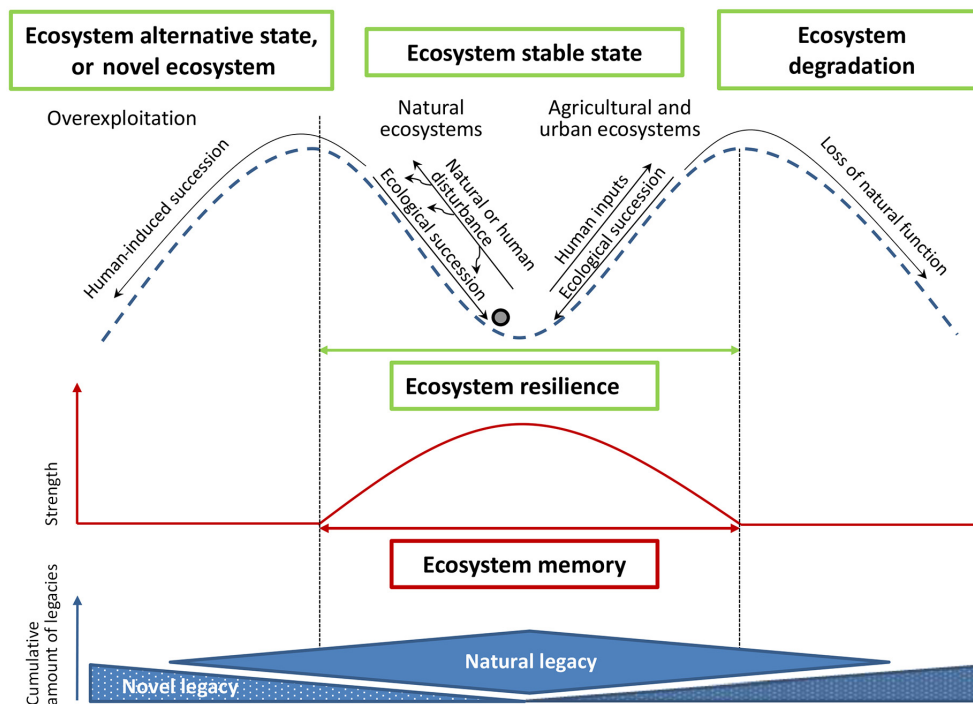 Ecosystem alternative state,
or novel ecosystem
Ecosystem stable state
Ecosystem
degradation
Overexploitation
Natural
ecosystems
Agricultural and
urban ecosystems
Human-induced succession
Ecological succession
Natural or human
disturbance
Human inputs
Ecological succession
Loss of natural function
Ecosystem resilience
Strength
Ecosystem memory
Cumulative
amount of legacies
Natural legacy
Novel legacy